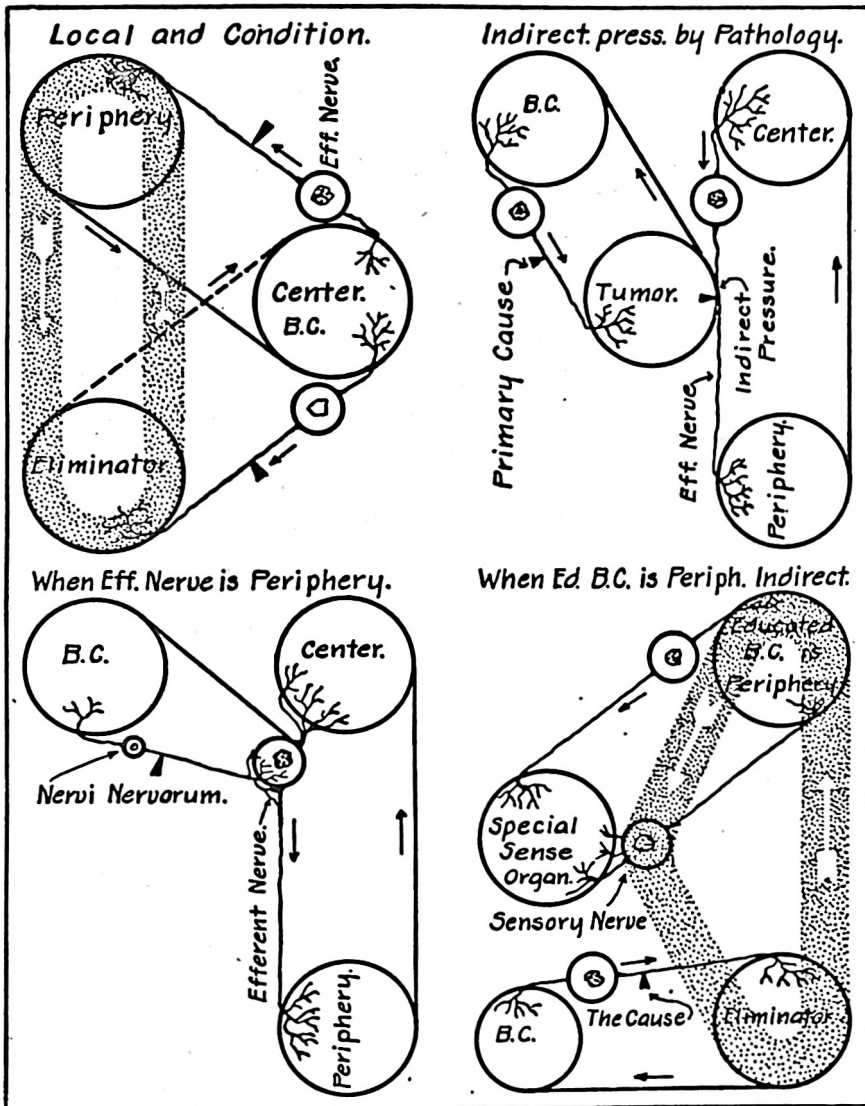 Local and Condition.
Periphery
Eff. Nerve
Center.
B.C.
Eliminator
Indirect. press. by Pathology.
B.C.
Center.
Primary Cause
Tumor.
Indirect
Pressure.
Eff. Nerve
Periphery.
When Eff. Nerve is Periphery.
B.C.
Center.
Nervi Nervorum.
Efferent Nerve.
Periphery.
When Ed. B.C. is Periph. Indirect.
Educated
B.C. is
Periphery
Special
Sense
Organ.
Sensory Nerve
The Cause
B.C.
Eliminator